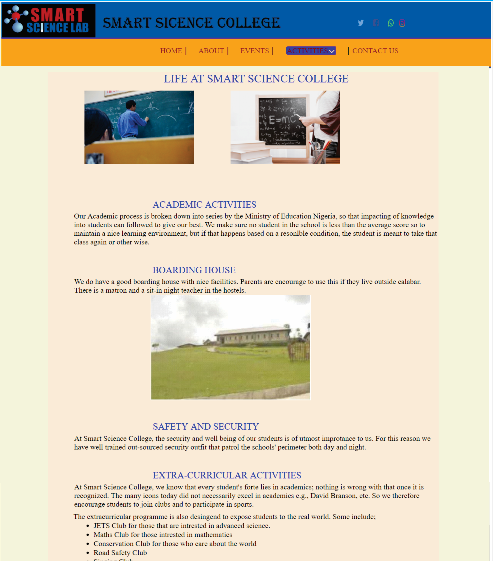 SMART
SCIENCE LAB
SMART SICENCE COLLEGE
HOME |
ABOUT |
EVENTS |
| CONTACT US
LIFE AT SMART SCIENCE COLLEGE
E=mc²
ACADEMIC ACTIVITIES
Our Academic process is broken down into series by the Ministry of Education Nigeria, so that impacting of knowledge
into students can followed to give our best. We make sure no student in the school is less than the average score so to
maintain a nice learning environment, but if that happens based on a resonible condition, the student is meant to take that
class again or other wise.
BOARDING HOUSE
We do have a good boarding house with nice facilities. Parents are encourage to use this if they live outside calabar.
There is a matron and a sit-in night teacher in the hostels.
SAFETY AND SECURITY
At Smart Science College, the security and well being of our students is of utmost improtance to us. For this reason we
have well trained out-sourced security outfit that patrol the schools' perimeter both day and night.
EXTRA-CURRICULAR ACTIVITIES
At Smart Science College, we know that every student's forte lies in academics; nothing is wrong with that once it is
recognized. The many icons today did not necessarily excel in academics e.g., David Branson, etc. So we therefore
encourage students to join clubs and to participate in sports.
The extracurricular programme is also desingend to expose students to the real world. Some include;
• JETS Club for those that are intrested in advanced science.
• Maths Club for those intrested in mathematics
• Conservation Club for those who care about the world
• Road Safety Club